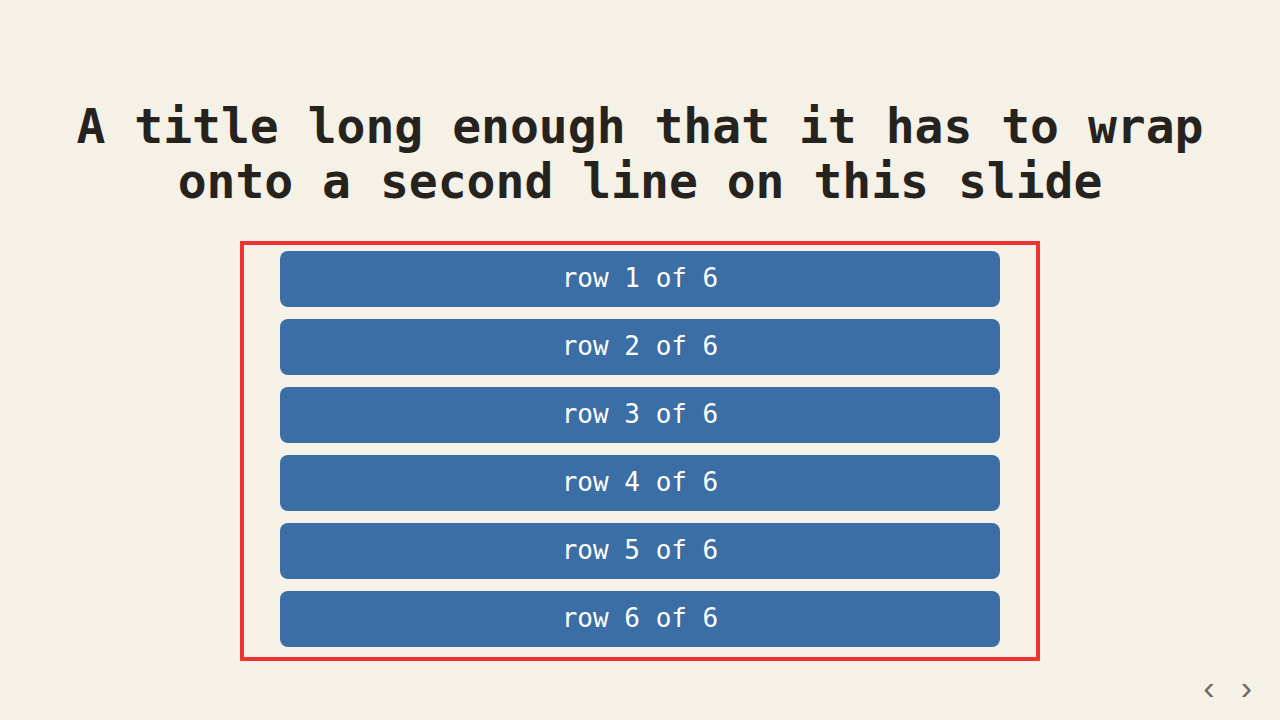 A title long enough that it has to wrap
onto a second line on this slide
row 1 of 6
row 2 of 6
row 3 of 6
row 4 of 6
row 5 of 6
row 6 of 6
‹ ›